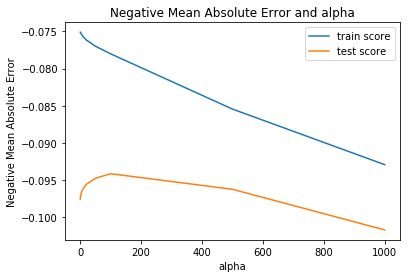 Negative Mean Absolute Error and alpha
train score
test score
Negative Mean Absolute Error
−0.075
−0.080
−0.085
−0.090
−0.095
−0.100
0
200
400
600
800
1000
alpha